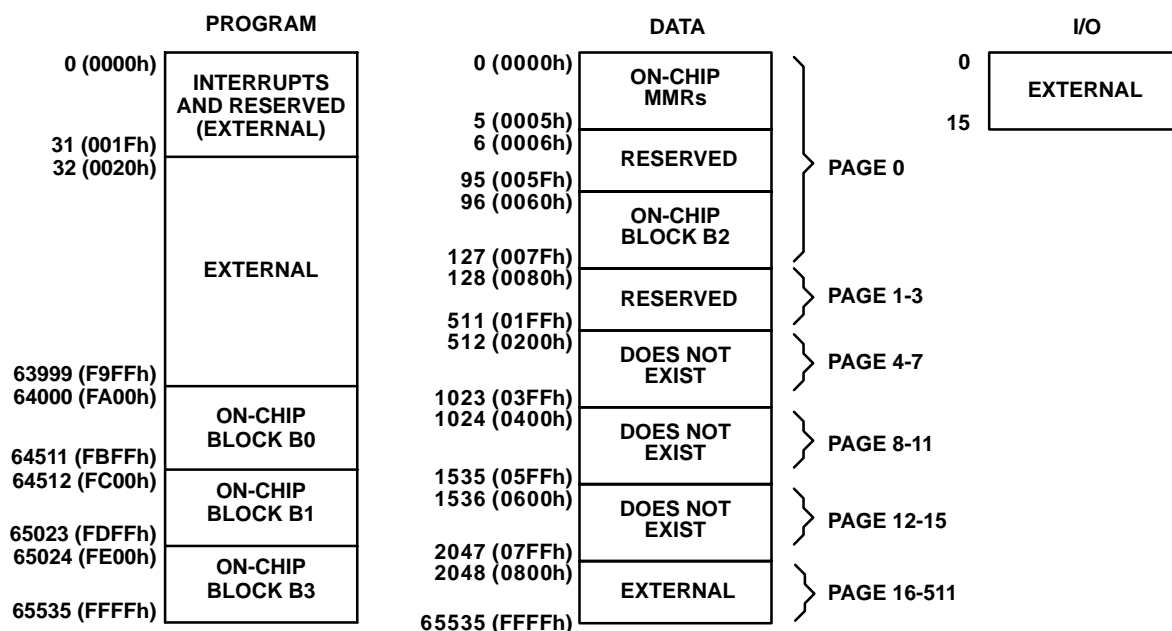 PROGRAM
0 (0000h)
INTERRUPTS
AND RESERVED
(EXTERNAL)
31 (001Fh)
32 (0020h)
EXTERNAL
63999 (F9FFh)
64000 (FA00h)
ON-CHIP
BLOCK B0
64511 (FBFFh)
64512 (FC00h)
ON-CHIP
BLOCK B1
65023 (FDFFh)
65024 (FE00h)
ON-CHIP
BLOCK B3
65535 (FFFFh)
DATA
0 (0000h)
ON-CHIP
MMRs
5 (0005h)
6 (0006h)
RESERVED
95 (005Fh)
96 (0060h)
ON-CHIP
BLOCK B2
127 (007Fh)
PAGE 0
128 (0080h)
RESERVED
PAGE 1-3
511 (01FFh)
512 (0200h)
DOES NOT
EXIST
PAGE 4-7
1023 (03FFh)
1024 (0400h)
DOES NOT
EXIST
PAGE 8-11
1535 (05FFh)
1536 (0600h)
DOES NOT
EXIST
PAGE 12-15
2047 (07FFh)
2048 (0800h)
EXTERNAL
PAGE 16-511
65535 (FFFFh)
I/O
0
EXTERNAL
15